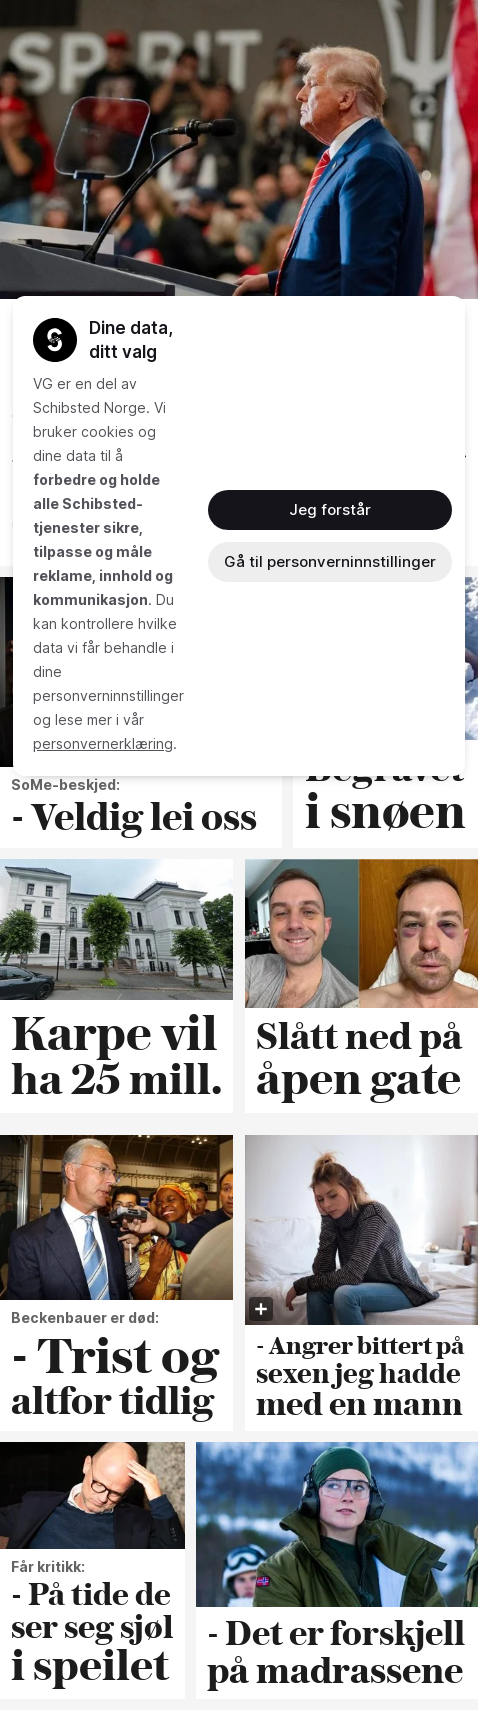 SPIRIT
Dine data,
ditt valg
VG er en del av
Schibsted Norge. Vi
bruker cookies og
dine data til å
forbedre og holde
alle Schibsted-
tjenester sikre,
tilpasse og måle
reklame, innhold og
kommunikasjon. Du
kan kontrollere hvilke
data vi får behandle i
dine
personverninnstillinger
og lese mer i vår
personvernerklæring.
Jeg forstår
Gå til personverninnstillinger
SoMe-beskjed:
- Veldig lei oss
Begravet
i snøen
Karpe vil
ha 25 mill.
Slått ned på
åpen gate
Beckenbauer er død:
- Trist og
altfor tidlig
- Angrer bittert på
sexen jeg hadde
med en mann
Får kritikk:
- På tide de
ser seg sjøl
i speilet
- Det er forskjell
på madrassene